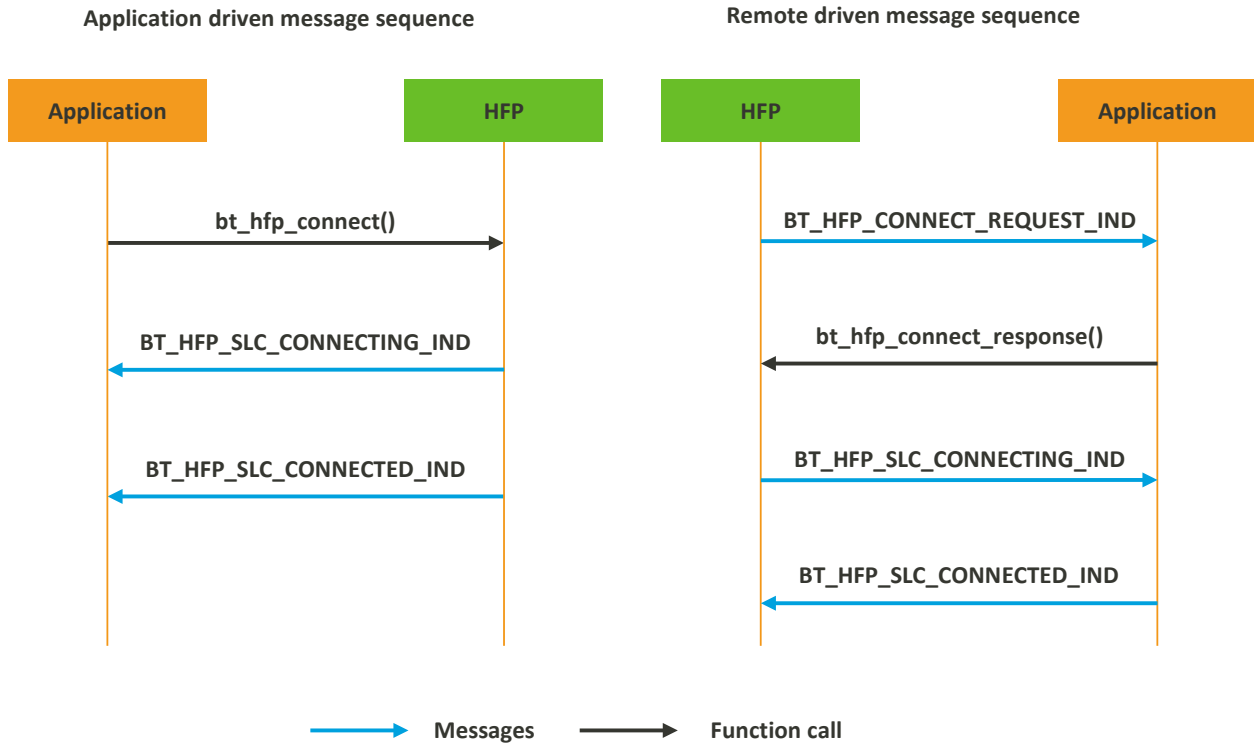 Application driven message sequence
Remote driven message sequence
Application
HFP
HFP
Application
bt_hfp_connect()
BT_HFP_CONNECT_REQUEST_IND
BT_HFP_SLC_CONNECTING_IND
bt_hfp_connect_response()
BT_HFP_SLC_CONNECTED_IND
BT_HFP_SLC_CONNECTING_IND
BT_HFP_SLC_CONNECTED_IND
Messages
Function call